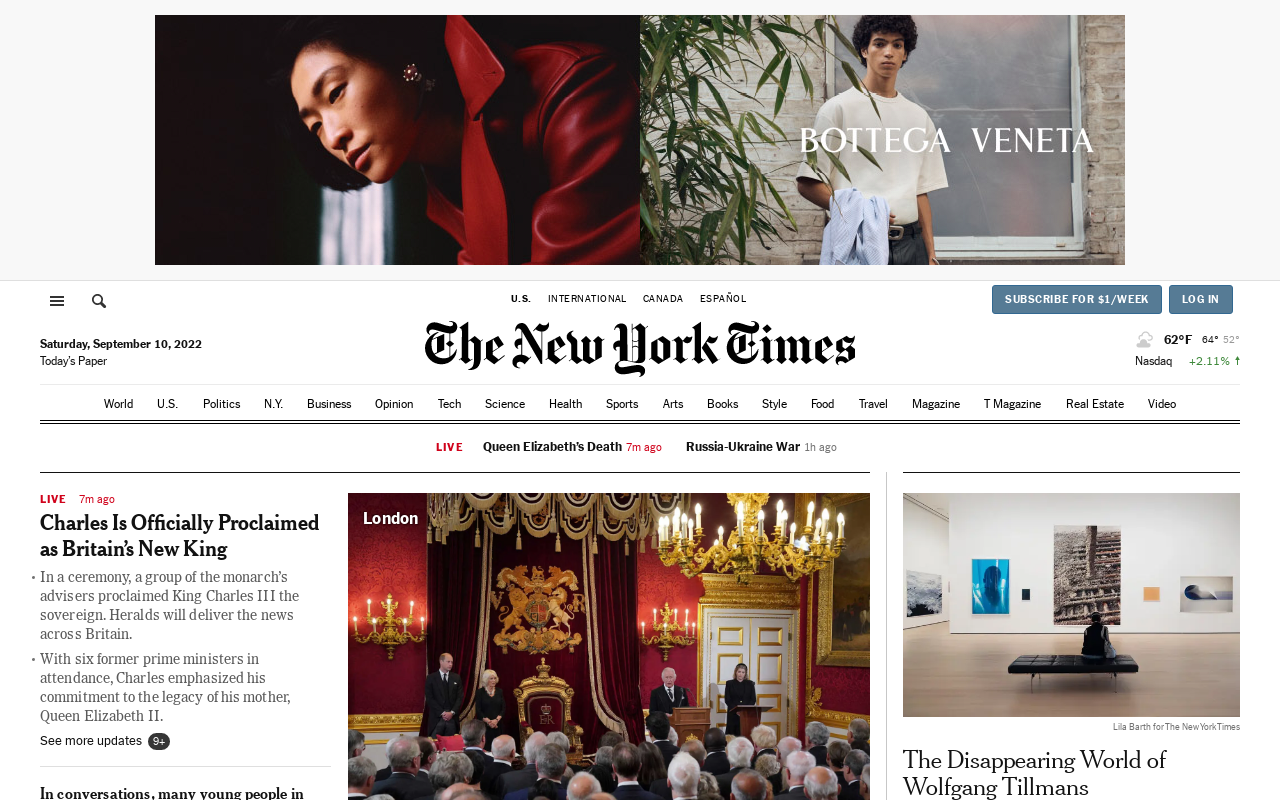 BOTTEGA VENETA
U.S. INTERNATIONAL CANADA ESPAÑOL
SUBSCRIBE FOR $1/WEEK
LOG IN
Saturday, September 10, 2022
Today's Paper
The New York Times
62°F 64° 52°
Nasdaq +2.11% ↑
World U.S. Politics N.Y. Business Opinion Tech Science Health Sports Arts Books Style Food Travel Magazine T Magazine Real Estate Video
LIVE Queen Elizabeth's Death 7m ago Russia-Ukraine War 1h ago
LIVE 7m ago
Charles Is Officially Proclaimed
as Britain's New King
• In a ceremony, a group of the monarch's
advisers proclaimed King Charles III the
sovereign. Heralds will deliver the news
across Britain.
• With six former prime ministers in
attendance, Charles emphasized his
commitment to the legacy of his mother,
Queen Elizabeth II.
See more updates 9+
In conversations, many young people in
London
Lila Barth for The New York Times
The Disappearing World of
Wolfgang Tillmans